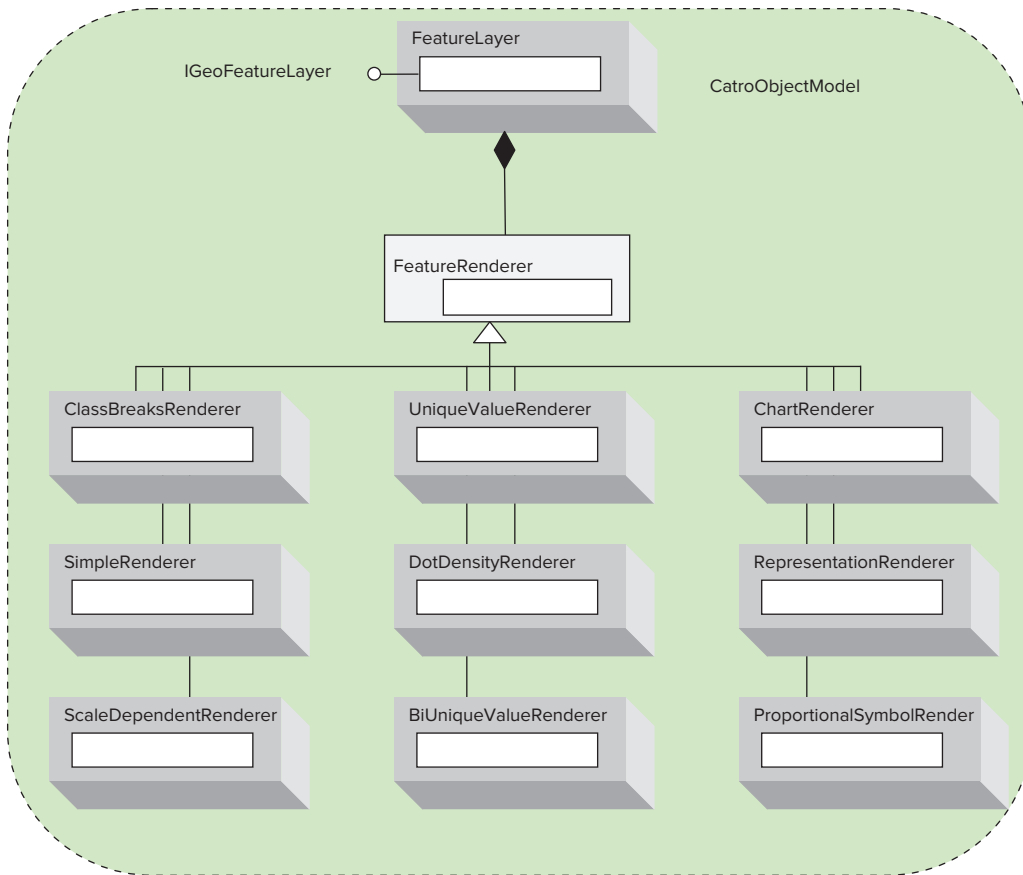 FeatureLayer
IGeoFeatureLayer
CatroObjectModel
FeatureRenderer
ClassBreaksRenderer
UniqueValueRenderer
ChartRenderer
SimpleRenderer
DotDensityRenderer
RepresentationRenderer
ScaleDependentRenderer
BiUniqueValueRenderer
ProportionalSymbolRender